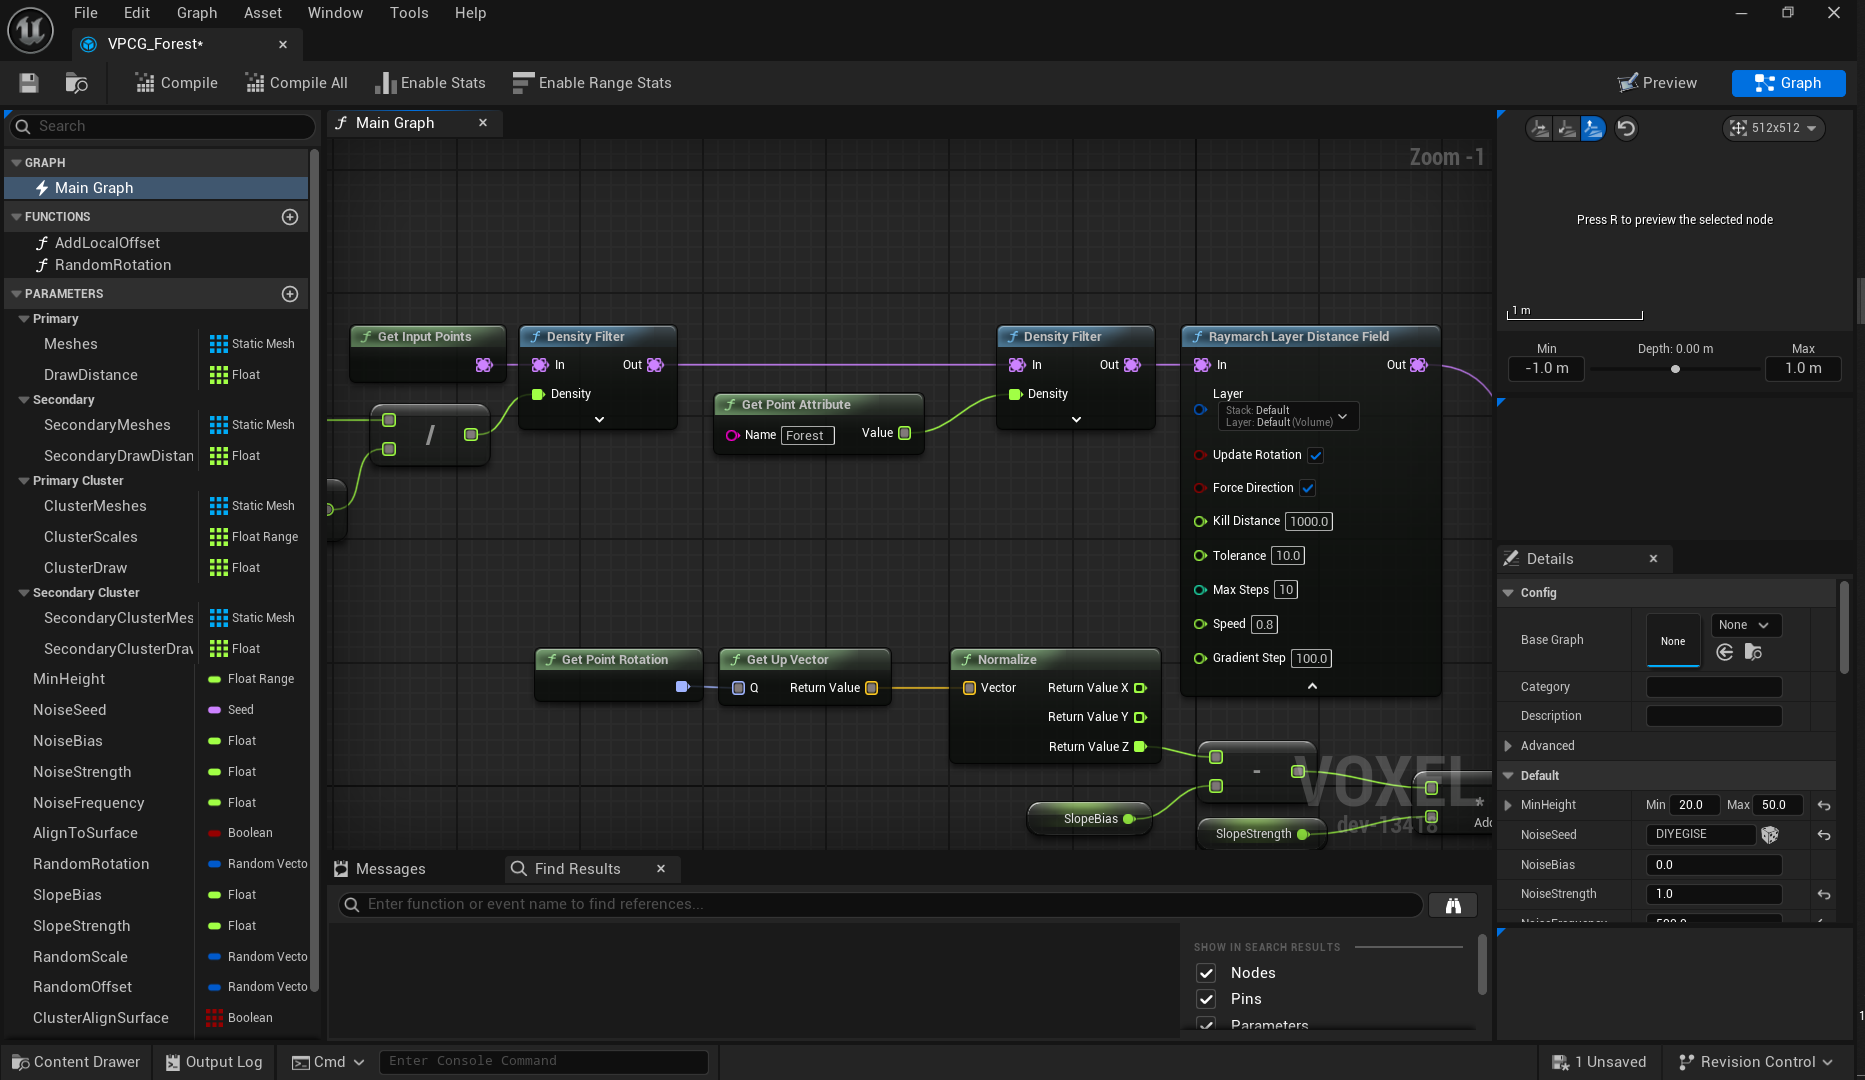 File Edit Graph Asset Window Tools Help
VPCG_Forest*
Compile Compile All Enable Stats Enable Range Stats Preview Graph
Search
GRAPH
Main Graph
FUNCTIONS
AddLocalOffset
RandomRotation
PARAMETERS
Primary
Meshes Static Mesh
DrawDistance Float
Secondary
SecondaryMeshes Static Mesh
SecondaryDrawDistan Float
Primary Cluster
ClusterMeshes Static Mesh
ClusterScales Float Range
ClusterDraw Float
Secondary Cluster
SecondaryClusterMes Static Mesh
SecondaryClusterDrav Float
MinHeight Float Range
NoiseSeed Seed
NoiseBias Float
NoiseStrength Float
NoiseFrequency Float
AlignToSurface Boolean
RandomRotation Random Vecto
SlopeBias Float
SlopeStrength Float
RandomScale Random Vecto
RandomOffset Random Vecto
ClusterAlignSurface Boolean
Main Graph
Zoom -1
Get Input Points
Density Filter
In Out
Density
/
Get Point Attribute
Name Forest Value
Density Filter
In Out
Density
Raymarch Layer Distance Field
In Out
Layer
Stack: Default
Layer: Default (Volume)
Update Rotation
Force Direction
Kill Distance 1000.0
Tolerance 10.0
Max Steps 10
Speed 0.8
Gradient Step 100.0
Get Point Rotation
Get Up Vector
Q Return Value
Normalize
Vector Return Value X
Return Value Y
Return Value Z
-
SlopeBias
SlopeStrength
Add
VOXEL
dev-13418
512x512
Press R to preview the selected node
1 m
Min Depth: 0.00 m Max
-1.0 m 1.0 m
Details
Config
Base Graph None None
Category
Description
Advanced
Default
MinHeight Min 20.0 Max 50.0
NoiseSeed DIYEGISE
NoiseBias 0.0
NoiseStrength 1.0
NoiseFrequency 500.0
Messages Find Results
Enter function or event name to find references...
SHOW IN SEARCH RESULTS
Nodes
Pins
Parameters
Content Drawer Output Log Cmd Enter Console Command 1 Unsaved Revision Control